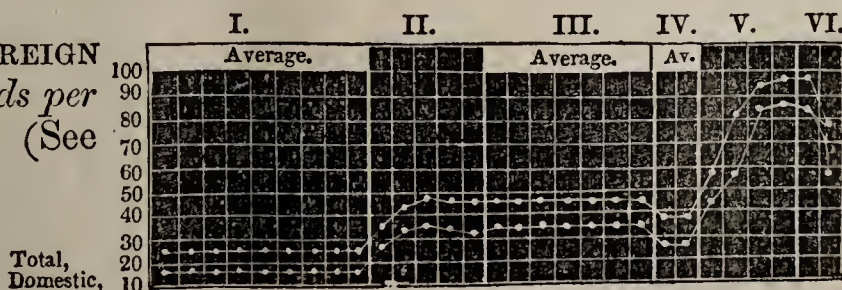 I. II. III. IV. V. VI.
REIGN
Average. Average. Av.
ds per
(See
100
90
80
70
60
50
40
30
20
10
Total,
Domestic,